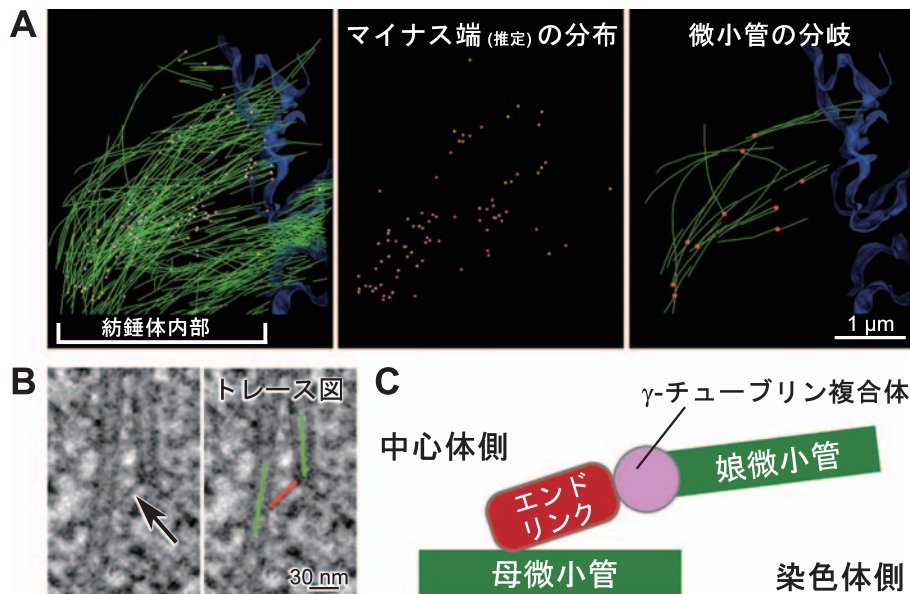 A
マイナス端 (推定) の分布
微小管の分岐
紡錘体内部
1 µm
B
トレース図
30 nm
C
γ-チューブリン複合体
中心体側
娘微小管
エンド
リンク
母微小管
染色体側